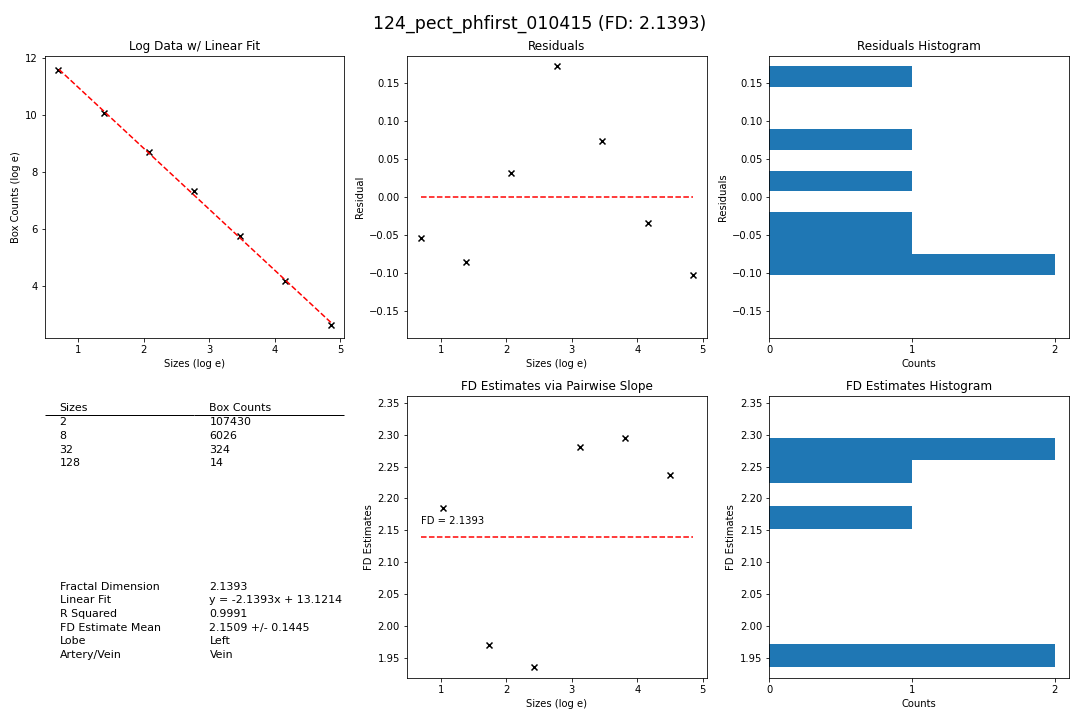 124_pect_phfirst_010415 (FD: 2.1393)
Log Data w/ Linear Fit
Box Counts (log e)
12
10
8
6
4
1
2
3
4
5
Sizes (log e)
Residuals
Residual
0.15
0.10
0.05
0.00
−0.05
−0.10
−0.15
1
2
3
4
5
Sizes (log e)
Residuals Histogram
Residuals
0.15
0.10
0.05
0.00
−0.05
−0.10
−0.15
0
1
2
Counts
Sizes Box Counts
2 107430
8 6026
32 324
128 14
Fractal Dimension 2.1393
Linear Fit y = -2.1393x + 13.1214
R Squared 0.9991
FD Estimate Mean 2.1509 +/- 0.1445
Lobe Left
Artery/Vein Vein
FD Estimates via Pairwise Slope
FD Estimates
2.35
2.30
2.25
2.20
2.15
2.10
2.05
2.00
1.95
FD = 2.1393
1
2
3
4
5
Sizes (log e)
FD Estimates Histogram
FD Estimates
2.35
2.30
2.25
2.20
2.15
2.10
2.05
2.00
1.95
0
1
2
Counts